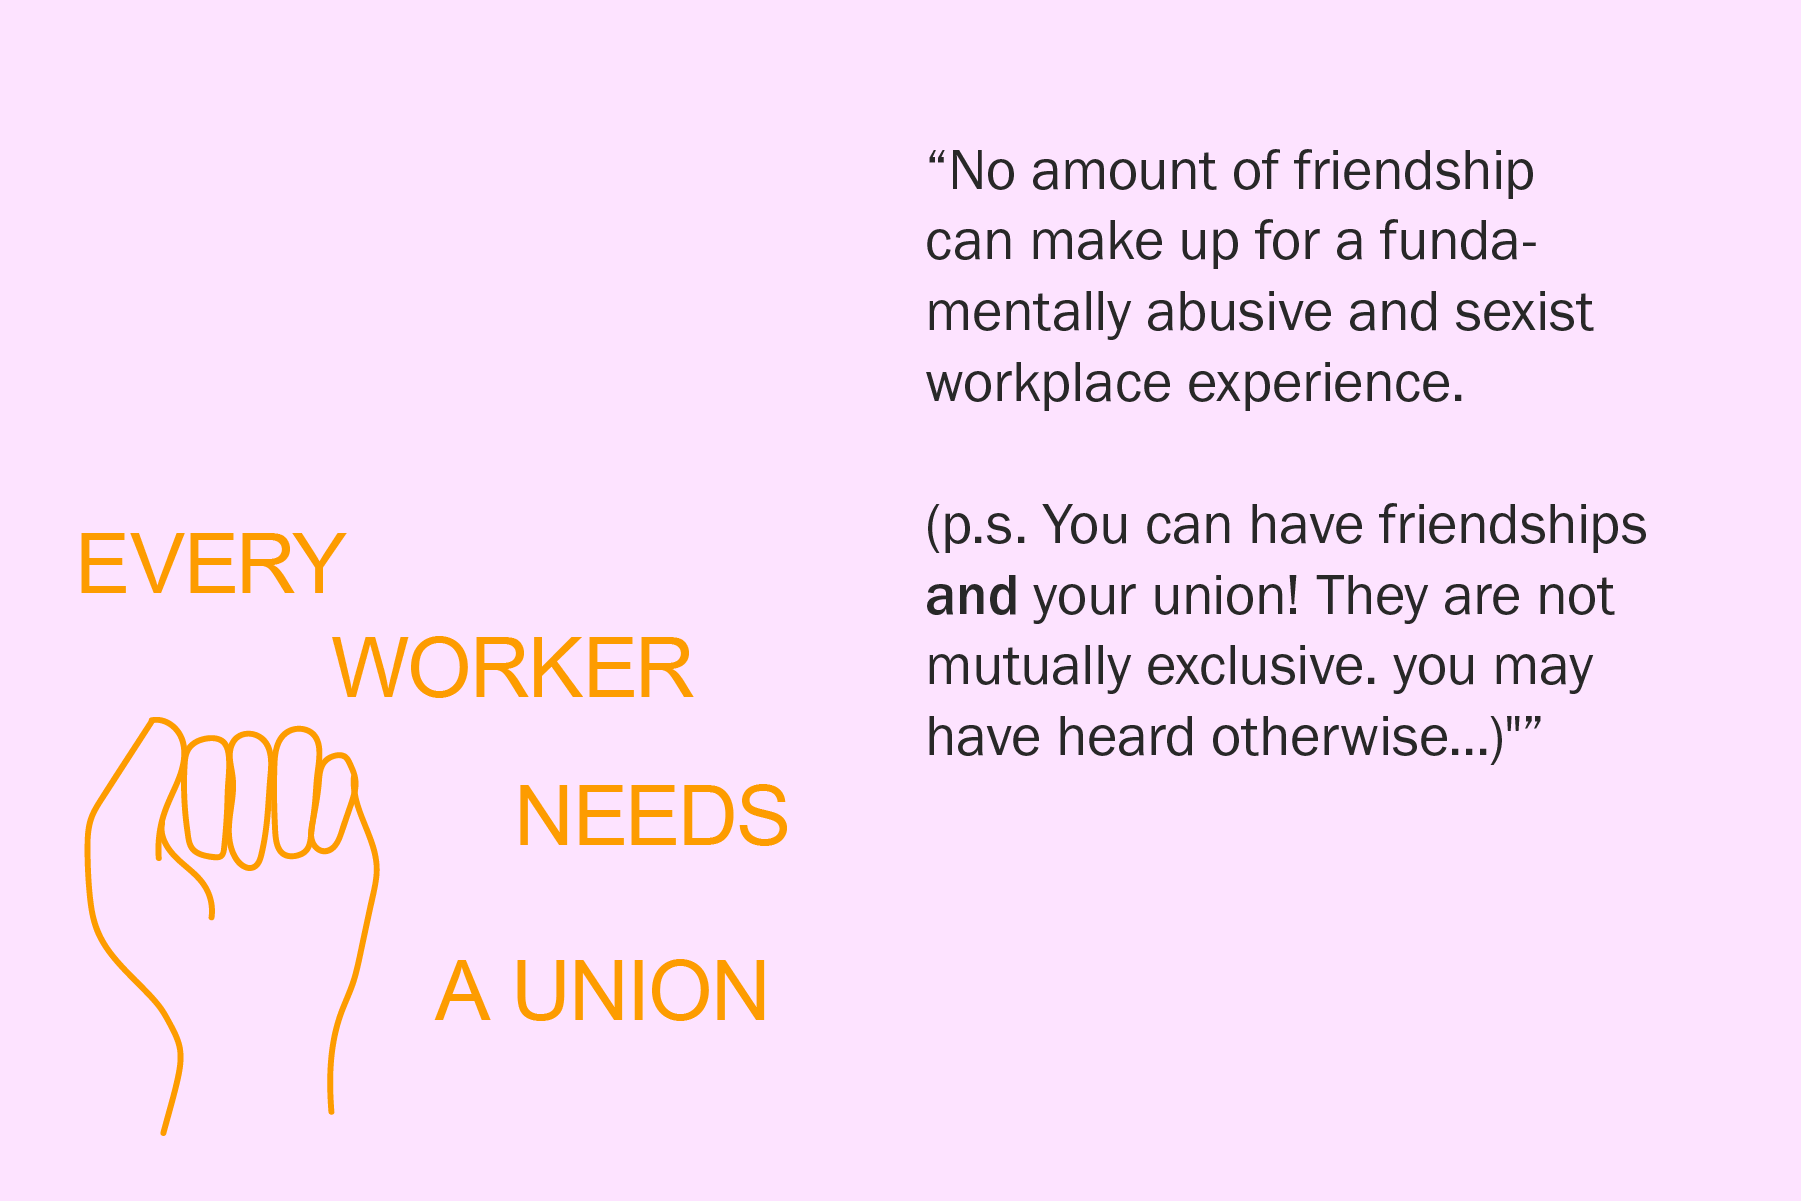 EVERY
WORKER
NEEDS
A UNION
“No amount of friendship
can make up for a funda-
mentally abusive and sexist
workplace experience.
(p.s. You can have friendships
and your union! They are not
mutually exclusive. you may
have heard otherwise...)"”